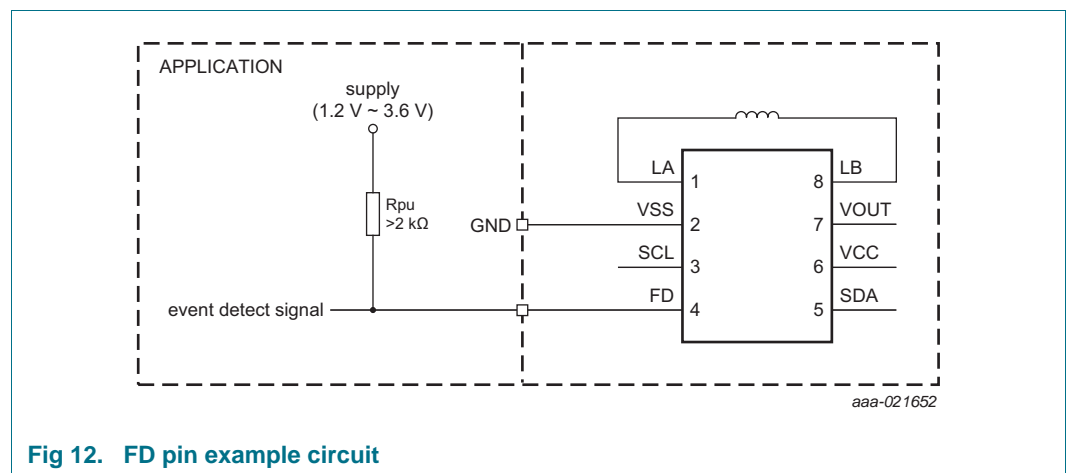 APPLICATION
supply
(1.2 V ~ 3.6 V)
Rpu
>2 kΩ
GND
event detect signal
LA
1
8
LB
VSS
2
7
VOUT
SCL
3
6
VCC
FD
4
5
SDA
aaa-021652
Fig 12. FD pin example circuit